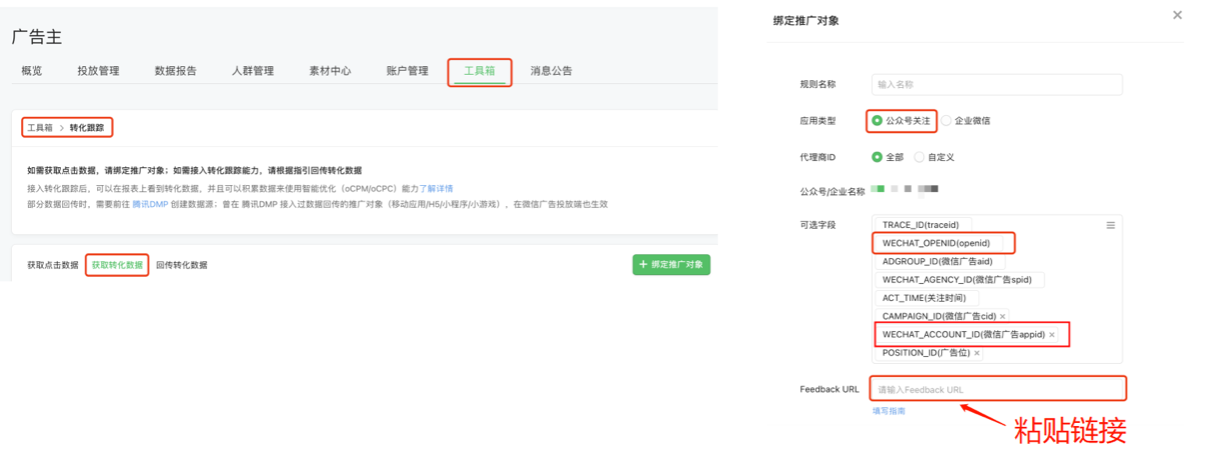 广告主
概览 投放管理 数据报告 人群管理 素材中心 账户管理 工具箱 消息公告
工具箱 > 转化跟踪
如需获取点击数据，请绑定推广对象；如需接入转化跟踪能力，请根据指引回传转化数据
接入转化跟踪后，可以在报表上看到转化数据，并且可以积累数据来使用智能优化（oCPM/oCPC）能力了解详情
部分数据回传时，需要前往 腾讯DMP 创建数据源；曾在 腾讯DMP 接入过数据回传的推广对象（移动应用/H5/小程序/小游戏），在微信广告投放端也生效
获取点击数据 获取转化数据 回传转化数据 + 绑定推广对象
绑定推广对象 ×
规则名称 输入名称
应用类型 公众号关注 企业微信
代理商ID 全部 自定义
公众号/企业名称
可选字段 TRACE_ID(traceid)
WECHAT_OPENID(openid)
ADGROUP_ID(微信广告aid)
WECHAT_AGENCY_ID(微信广告spid)
ACT_TIME(关注时间)
CAMPAIGN_ID(微信广告cid) ×
WECHAT_ACCOUNT_ID(微信广告appid) ×
POSITION_ID(广告位) ×
Feedback URL 请输入Feedback URL
填写指南
粘贴链接